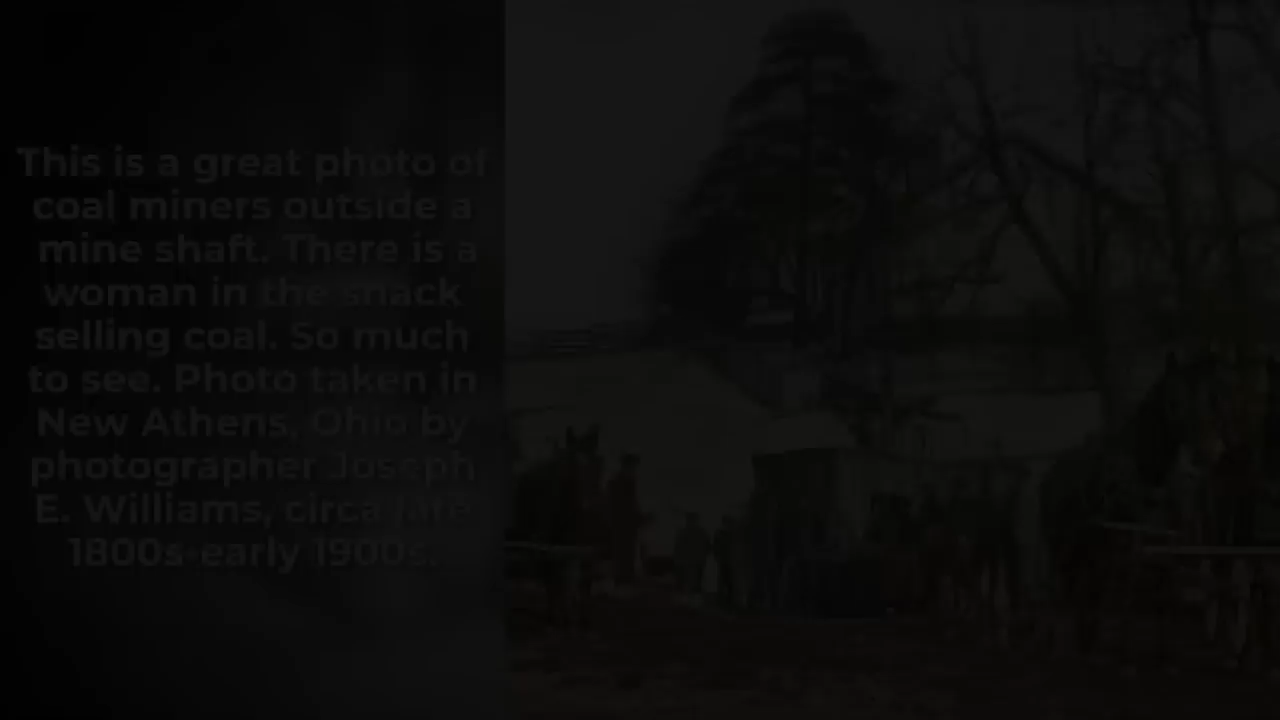 This is a great photo of
coal miners outside a
mine shaft. There is a
woman in the snack
selling coal. So much
to see. Photo taken in
New Athens, Ohio by
photographer Joseph
E. Williams, circa late
1800s-early 1900s.